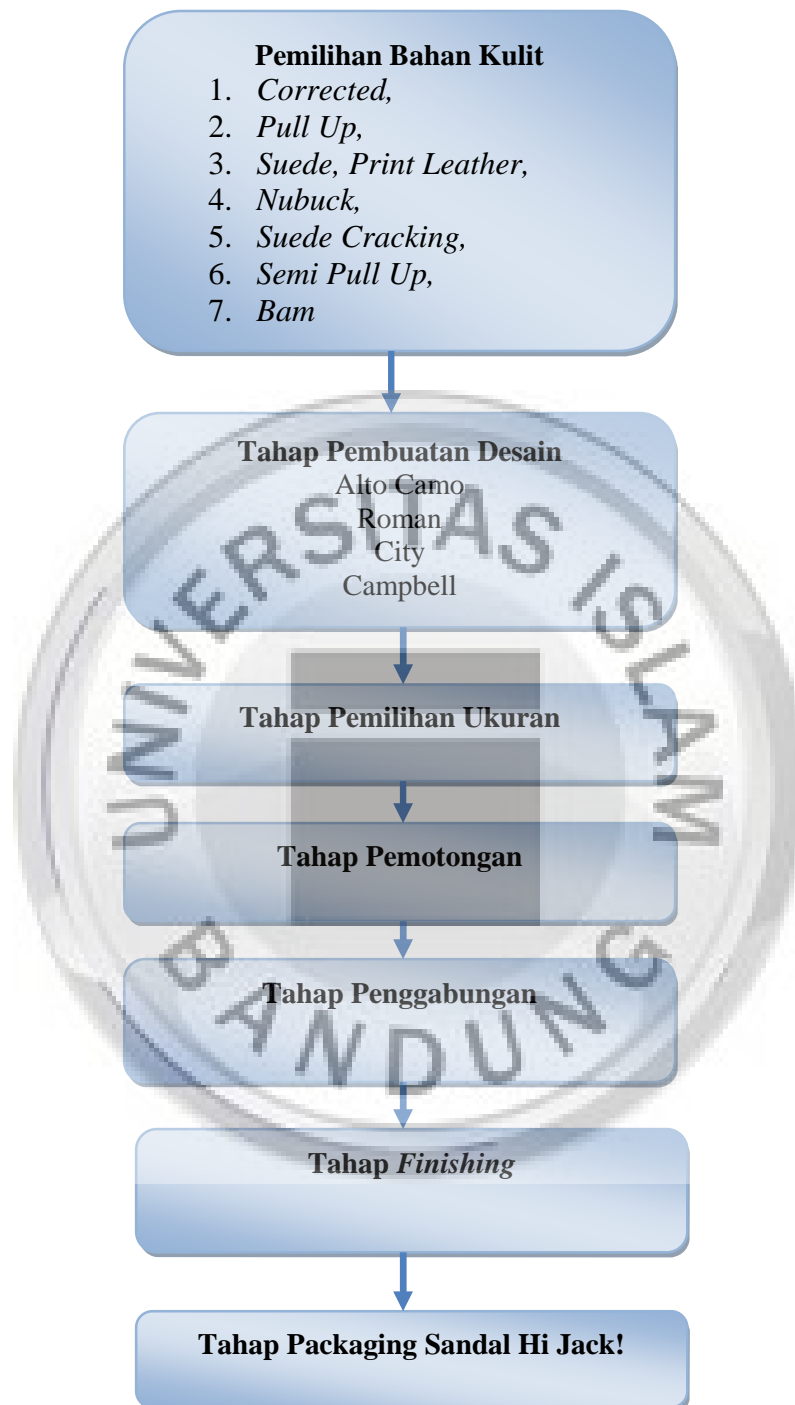 Pemilihan Bahan Kulit
1. Corrected,
2. Pull Up,
3. Suede, Print Leather,
4. Nubuck,
5. Suede Cracking,
6. Semi Pull Up,
7. Bam
Tahap Pembuatan Desain
Alto Camo
Roman
City
Campbell
Tahap Pemilihan Ukuran
Tahap Pemotongan
Tahap Penggabungan
Tahap Finishing
Tahap Packaging Sandal Hi Jack!
UNIVERSITAS ISLAM
BANDUNG